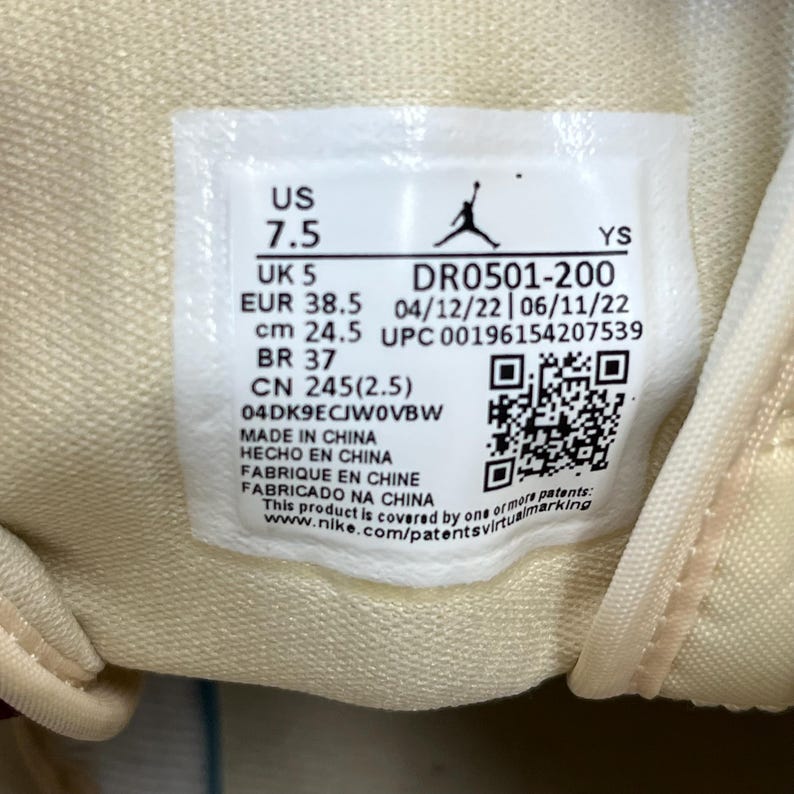 US
7.5 YS
UK 5 DR0501-200
EUR 38.5 04/12/22|06/11/22
cm 24.5 UPC 00196154207539
BR 37
CN 245(2.5)
04DK9ECJW0VBW
MADE IN CHINA
HECHO EN CHINA
FABRIQUE EN CHINE
FABRICADO NA CHINA
This product is covered by one or more patents:
www.nike.com/patentsvirtualmarking